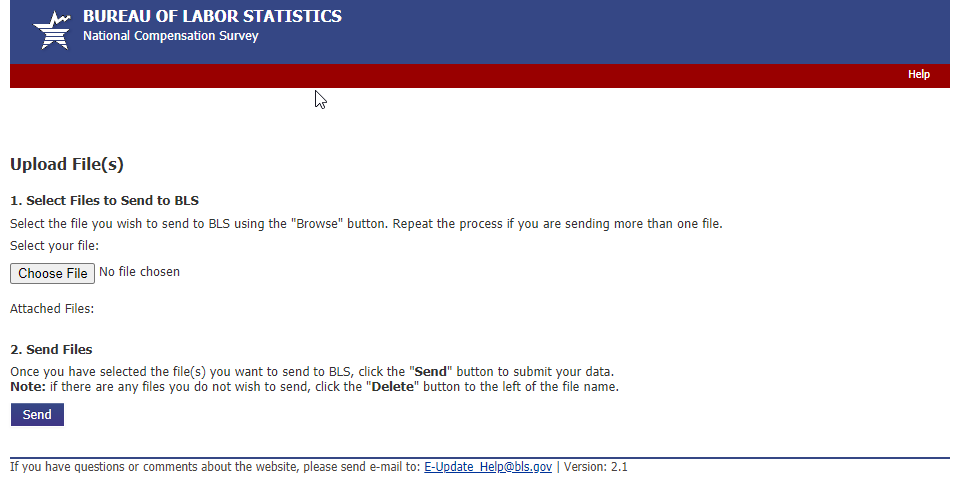 BUREAU OF LABOR STATISTICS
National Compensation Survey
Help
Upload File(s)
1. Select Files to Send to BLS
Select the file you wish to send to BLS using the "Browse" button. Repeat the process if you are sending more than one file.
Select your file:
Choose File No file chosen
Attached Files:
2. Send Files
Once you have selected the file(s) you want to send to BLS, click the "Send" button to submit your data.
Note: if there are any files you do not wish to send, click the "Delete" button to the left of the file name.
Send
If you have questions or comments about the website, please send e-mail to: E-Update_Help@bls.gov | Version: 2.1